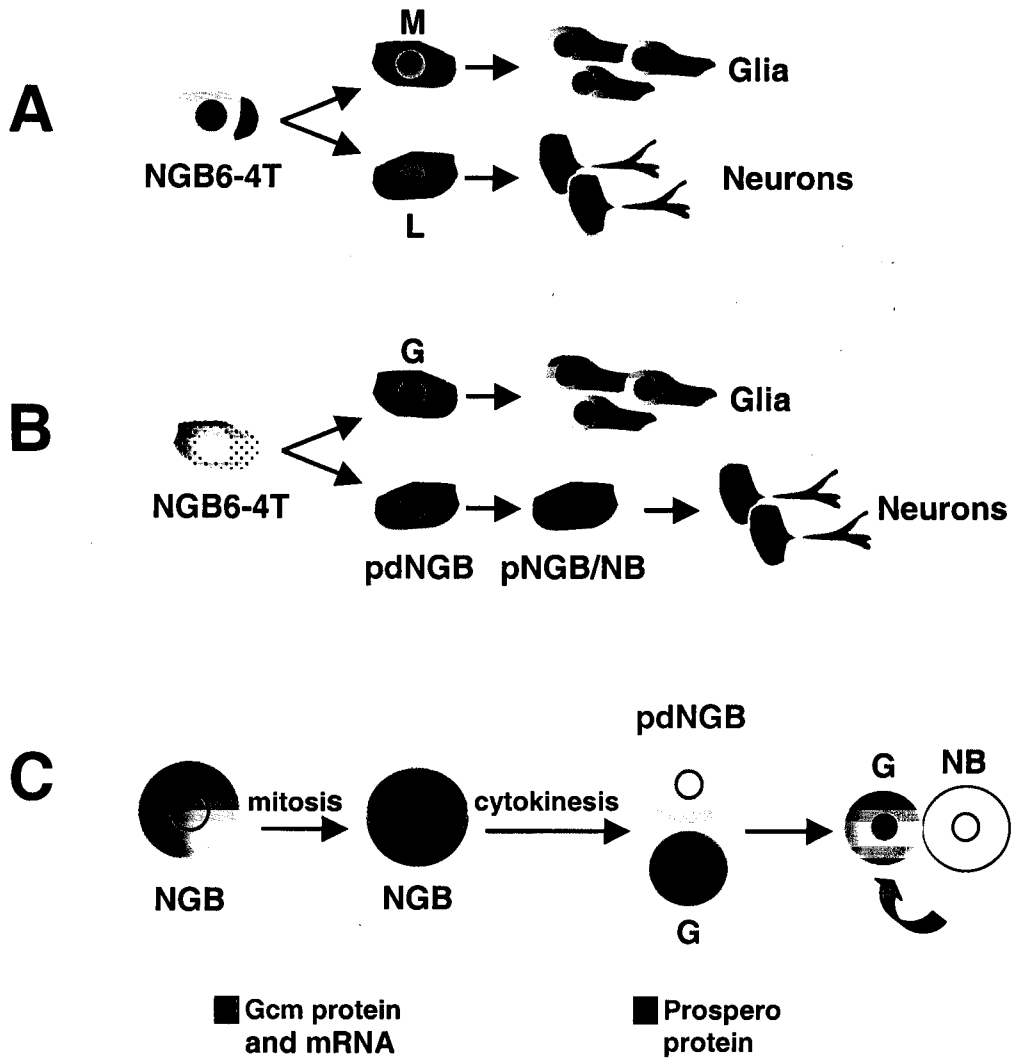 A
M
Glia
NGB6-4T
Neurons
L
B
G
Glia
NGB6-4T
Neurons
pdNGB
pNGB/NB
C
pdNGB
G
NB
mitosis
cytokinesis
NGB
NGB
G
Gcm protein
and mRNA
Prospero
protein